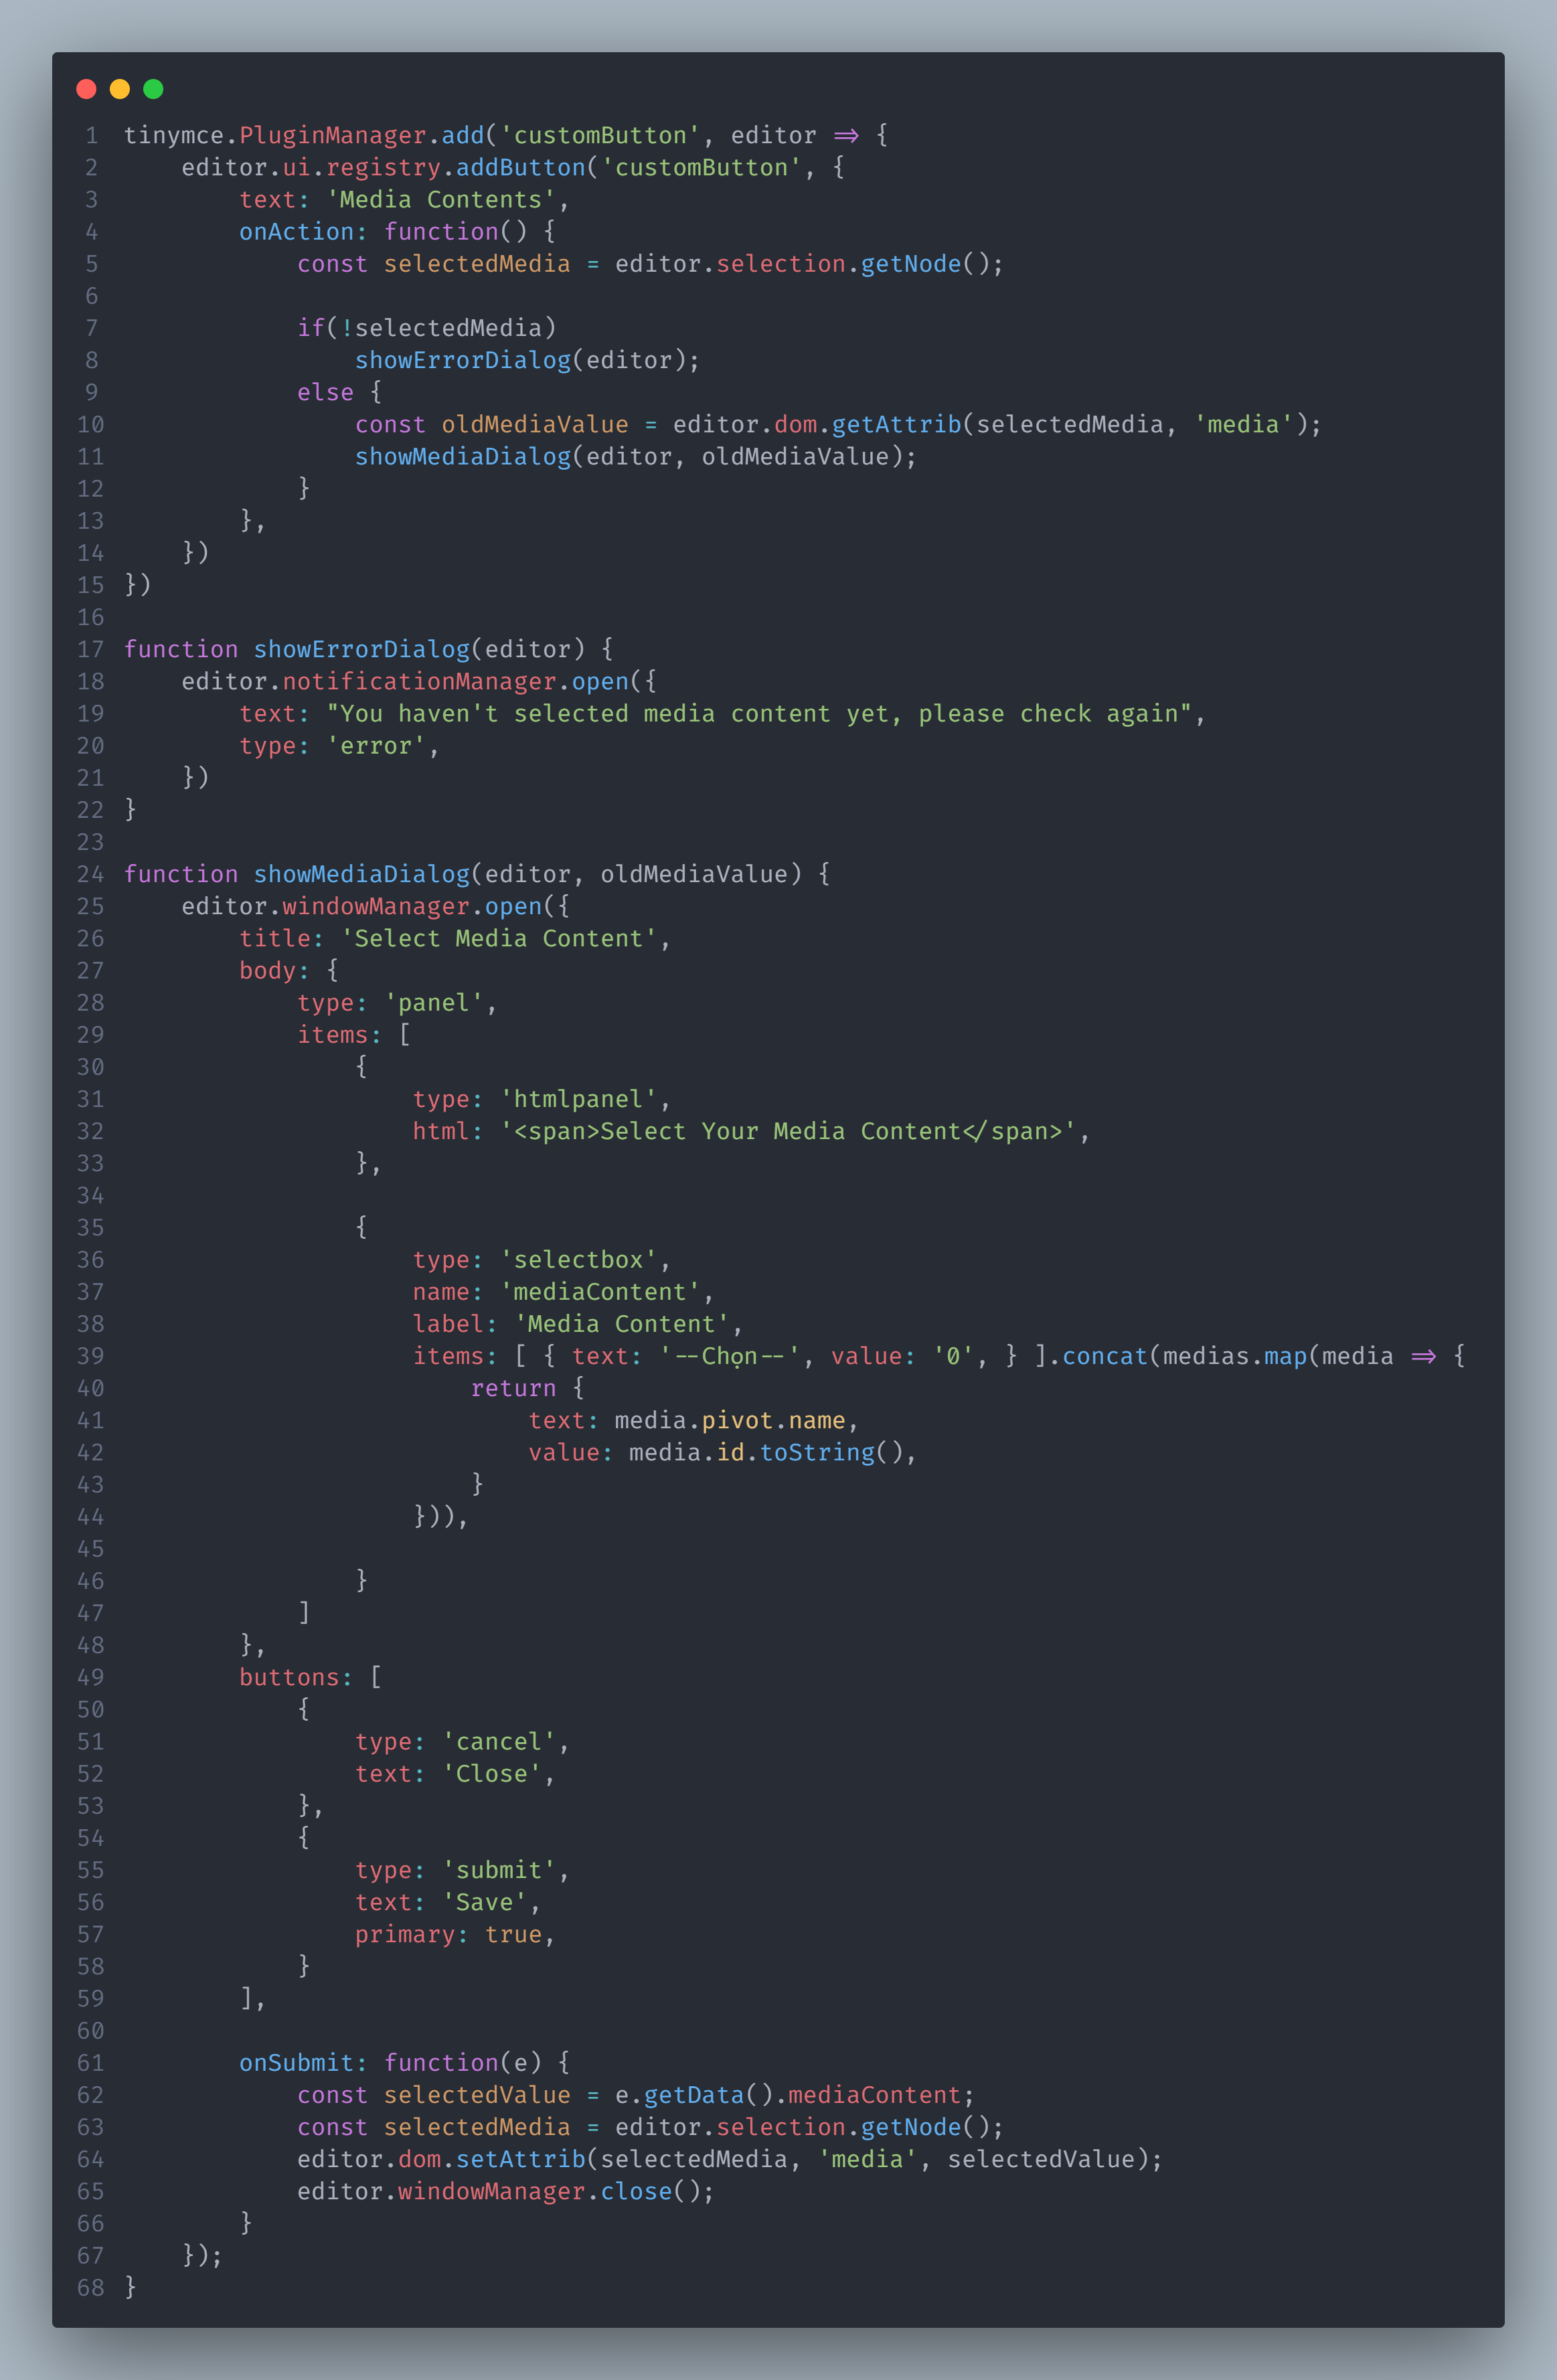 1 tinymce.PluginManager.add('customButton', editor => {
2     editor.ui.registry.addButton('customButton', {
3         text: 'Media Contents',
4         onAction: function() {
5             const selectedMedia = editor.selection.getNode();
6
7             if(!selectedMedia)
8                 showErrorDialog(editor);
9             else {
10                 const oldMediaValue = editor.dom.getAttrib(selectedMedia, 'media');
11                 showMediaDialog(editor, oldMediaValue);
12             }
13         },
14     })
15 })
16
17 function showErrorDialog(editor) {
18     editor.notificationManager.open({
19         text: "You haven't selected media content yet, please check again",
20         type: 'error',
21     })
22 }
23
24 function showMediaDialog(editor, oldMediaValue) {
25     editor.windowManager.open({
26         title: 'Select Media Content',
27         body: {
28             type: 'panel',
29             items: [
30                 {
31                     type: 'htmlpanel',
32                     html: '<span>Select Your Media Content</span>',
33                 },
34
35                 {
36                     type: 'selectbox',
37                     name: 'mediaContent',
38                     label: 'Media Content',
39                     items: [ { text: '--Chọn--', value: '0', } ].concat(medias.map(media => {
40                         return {
41                             text: media.pivot.name,
42                             value: media.id.toString(),
43                         }
44                     })),
45
46                 }
47             ]
48         },
49         buttons: [
50             {
51                 type: 'cancel',
52                 text: 'Close',
53             },
54             {
55                 type: 'submit',
56                 text: 'Save',
57                 primary: true,
58             }
59         ],
60
61         onSubmit: function(e) {
62             const selectedValue = e.getData().mediaContent;
63             const selectedMedia = editor.selection.getNode();
64             editor.dom.setAttrib(selectedMedia, 'media', selectedValue);
65             editor.windowManager.close();
66         }
67     });
68 }